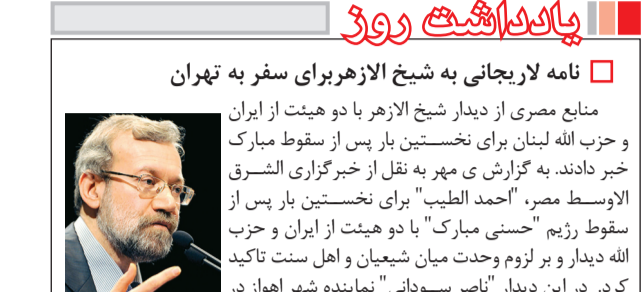 یادداشت روز
نامه لاریجانی به شیخ الازهربرای سفر به تهران
منابع مصری از دیدار شیخ الازهر با دو هیئت از ایران
و حزب الله لبنان برای نخستین بار پس از سقوط مبارک
خبر دادند. به گزارش ی مهر به نقل از خبرگزاری الشرق
الاوسط مصر، "احمد الطیب" برای نخستین بار پس از
سقوط رژیم "حسنی مبارک" با دو هیئت از ایران و حزب
الله دیدار و بر لزوم وحدت میان شیعیان و اهل سنت تاکید
کرد. در این دیدار "ناصر سودانی" نماینده شهر اهواز در